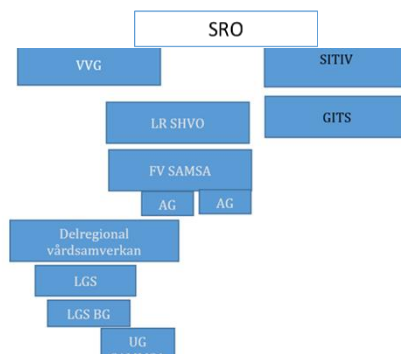 SRO
VVG
SITIV
LR SHVO
GITS
FV SAMSA
AG
AG
Delregional
vårdsamverkan
LGS
LGS BG
UG